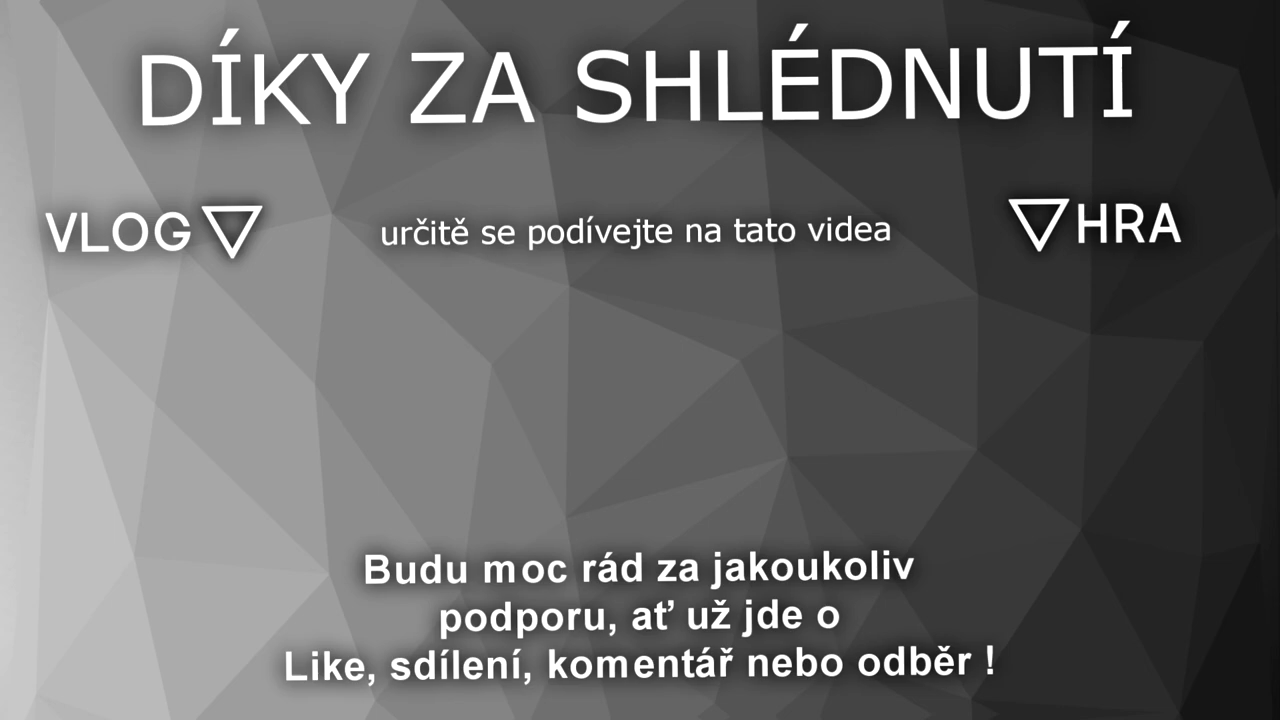 DÍKY ZA SHLÉDNUTÍ
VLOG
určitě se podívejte na tato videa
HRA
Budu moc rád za jakoukoliv
podporu, ať už jde o
Like, sdílení, komentář nebo odběr !